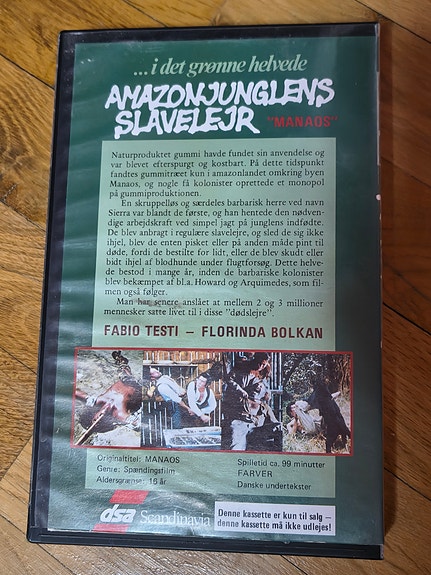 ...i det grønne helvede
AMAZONJUNGLENS
SLAVELEJR "MANAOS"
Naturproduktet gummi havde fundet sin anvendelse og
var blevet efterspurgt og kostbart. På dette tidspunkt
fandtes gummitræet kun i amazonlandet omkring byen
Manaos, og nogle få kolonister oprettede et monopol
på gummiproduktionen.
En skruppelløs og særdeles barbarisk herre ved navn
Sierra var blandt de første, og han hentede den nødven-
dige arbejdskraft ved simpel jagt på junglens indfødte.
De blev anbragt i regulære slavelejre, og sled de sig ikke
ihjel, blev de enten pisket eller på anden måde pint til
døde, fordi de bestilte for lidt, eller de blev skudt eller
bidt ihjel af blodhunde under flugtforsøg. Dette helve-
de bestod i mange år, inden de barbariske kolonister
blev bekæmpet af bl.a. Howard og Arquimedes, som fil-
men også følger.
Man har senere anslået at mellem 2 og 3 millioner
mennesker satte livet til i disse "dødslejre".
FABIO TESTI – FLORINDA BOLKAN
Originaltitel: MANAOS
Genre: Spændingsfilm
Aldersgrænse: 16 år
Spilletid ca. 99 minutter
FARVER
Danske undertekster
dsa Scandinavia
Denne kassette er kun til salg –
denne kassette må ikke udlejes!